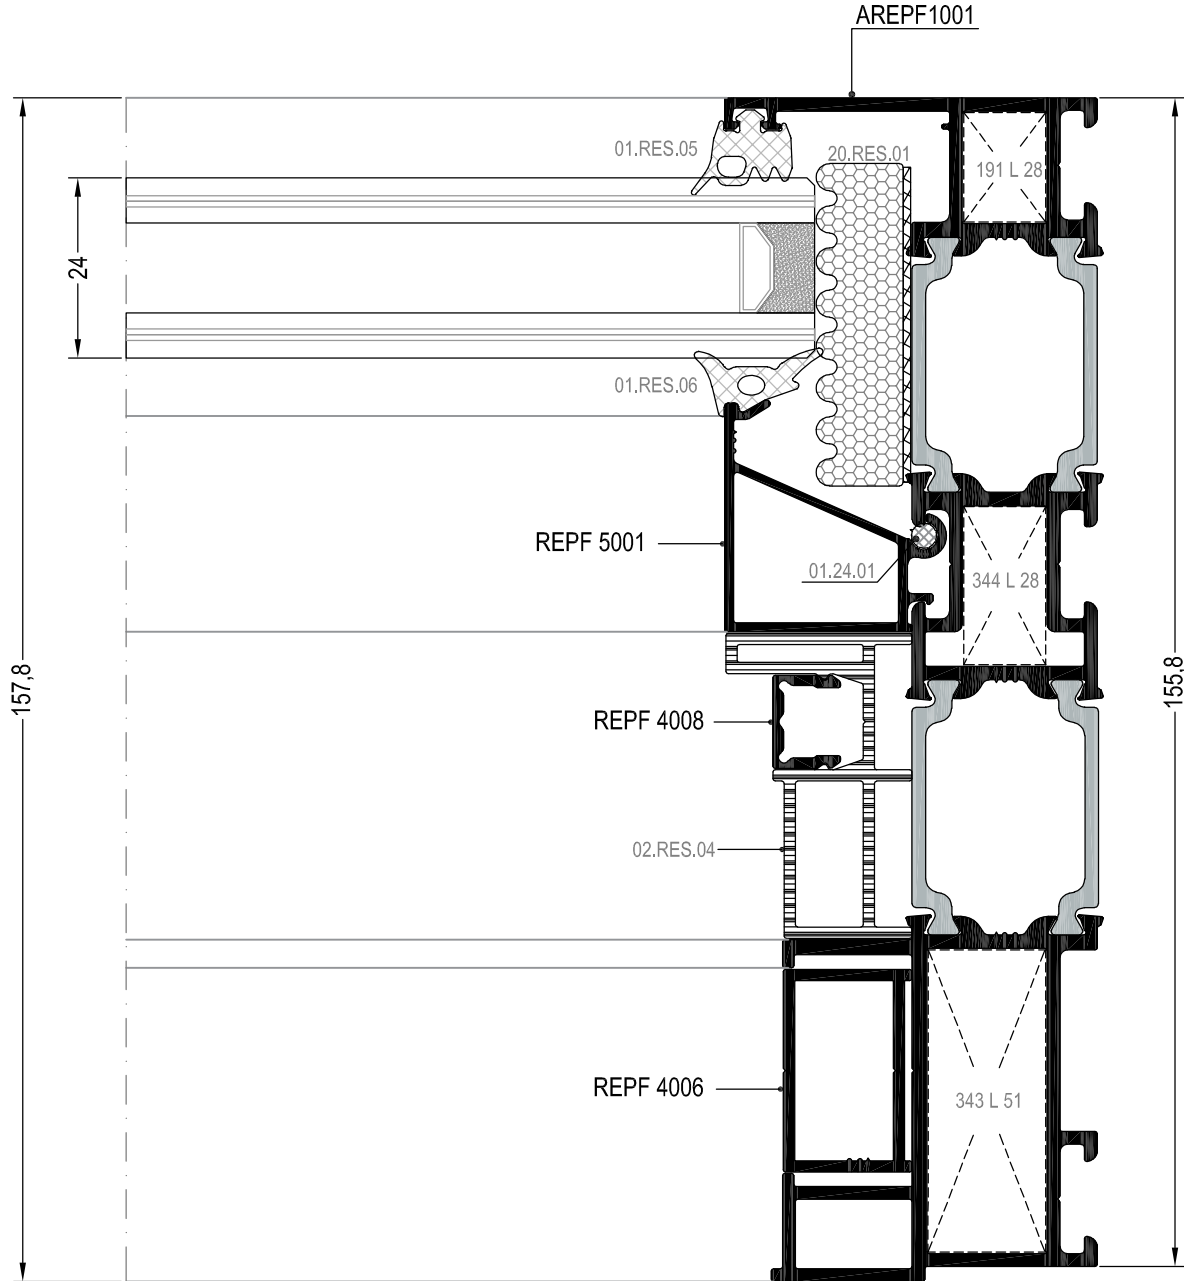 AREPF1001
01.RES.05
20.RES.01
191 L 28
24
01.RES.06
REPF 5001
01.24.01
344 L 28
157,8
155,8
REPF 4008
02.RES.04
REPF 4006
343 L 51